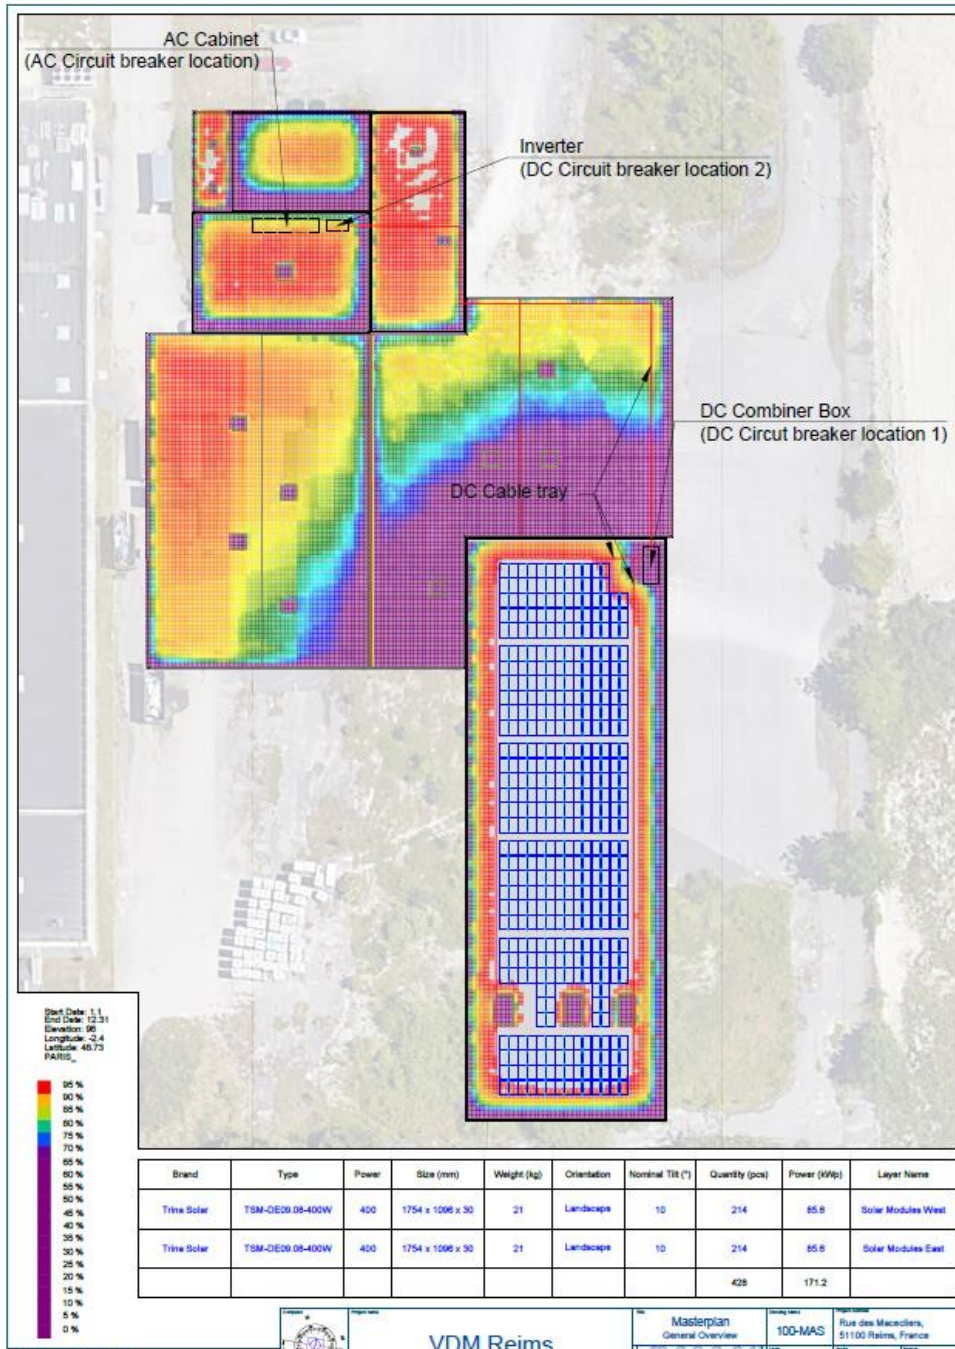 AC Cabinet
(AC Circuit breaker location)
Inverter
(DC Circuit breaker location 2)
DC Combiner Box
(DC Circut breaker location 1)
DC Cable tray
Start Date: 1.1
End Date: 12.31
Elevation: 96
Longitude: -2.4
Latitude: 48.73
PARIS_
95 %
90 %
85 %
80 %
75 %
70 %
65 %
60 %
55 %
50 %
45 %
40 %
35 %
30 %
25 %
20 %
15 %
10 %
5 %
0 %
Brand Type Power Size (mm) Weight (kg) Orientation Nominal Tilt (°) Quantity (pcs) Power (kWp) Layer Name
Trina Solar TSM-DE09.08-400W 400 1754 x 1096 x 30 21 Landscape 10 214 85.6 Solar Modules West
Trina Solar TSM-DE09.08-400W 400 1754 x 1096 x 30 21 Landscape 10 214 85.6 Solar Modules East
428 171.2
Project name
VDM Reims
Masterplan
General Overview
100-MAS
51100 Reims, France